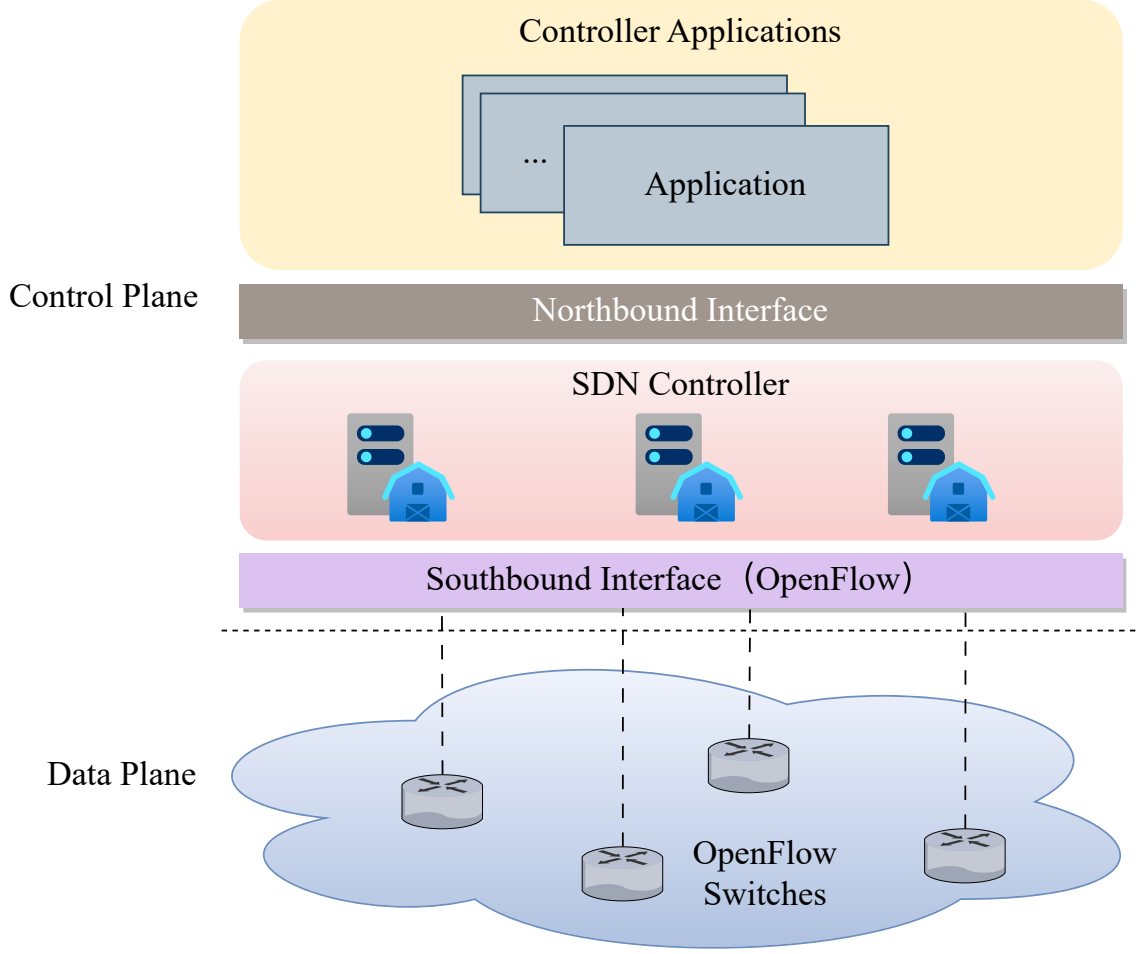 Controller Applications
...
Application
Control Plane
Northbound Interface
SDN Controller
Southbound Interface（OpenFlow）
Data Plane
OpenFlow
Switches